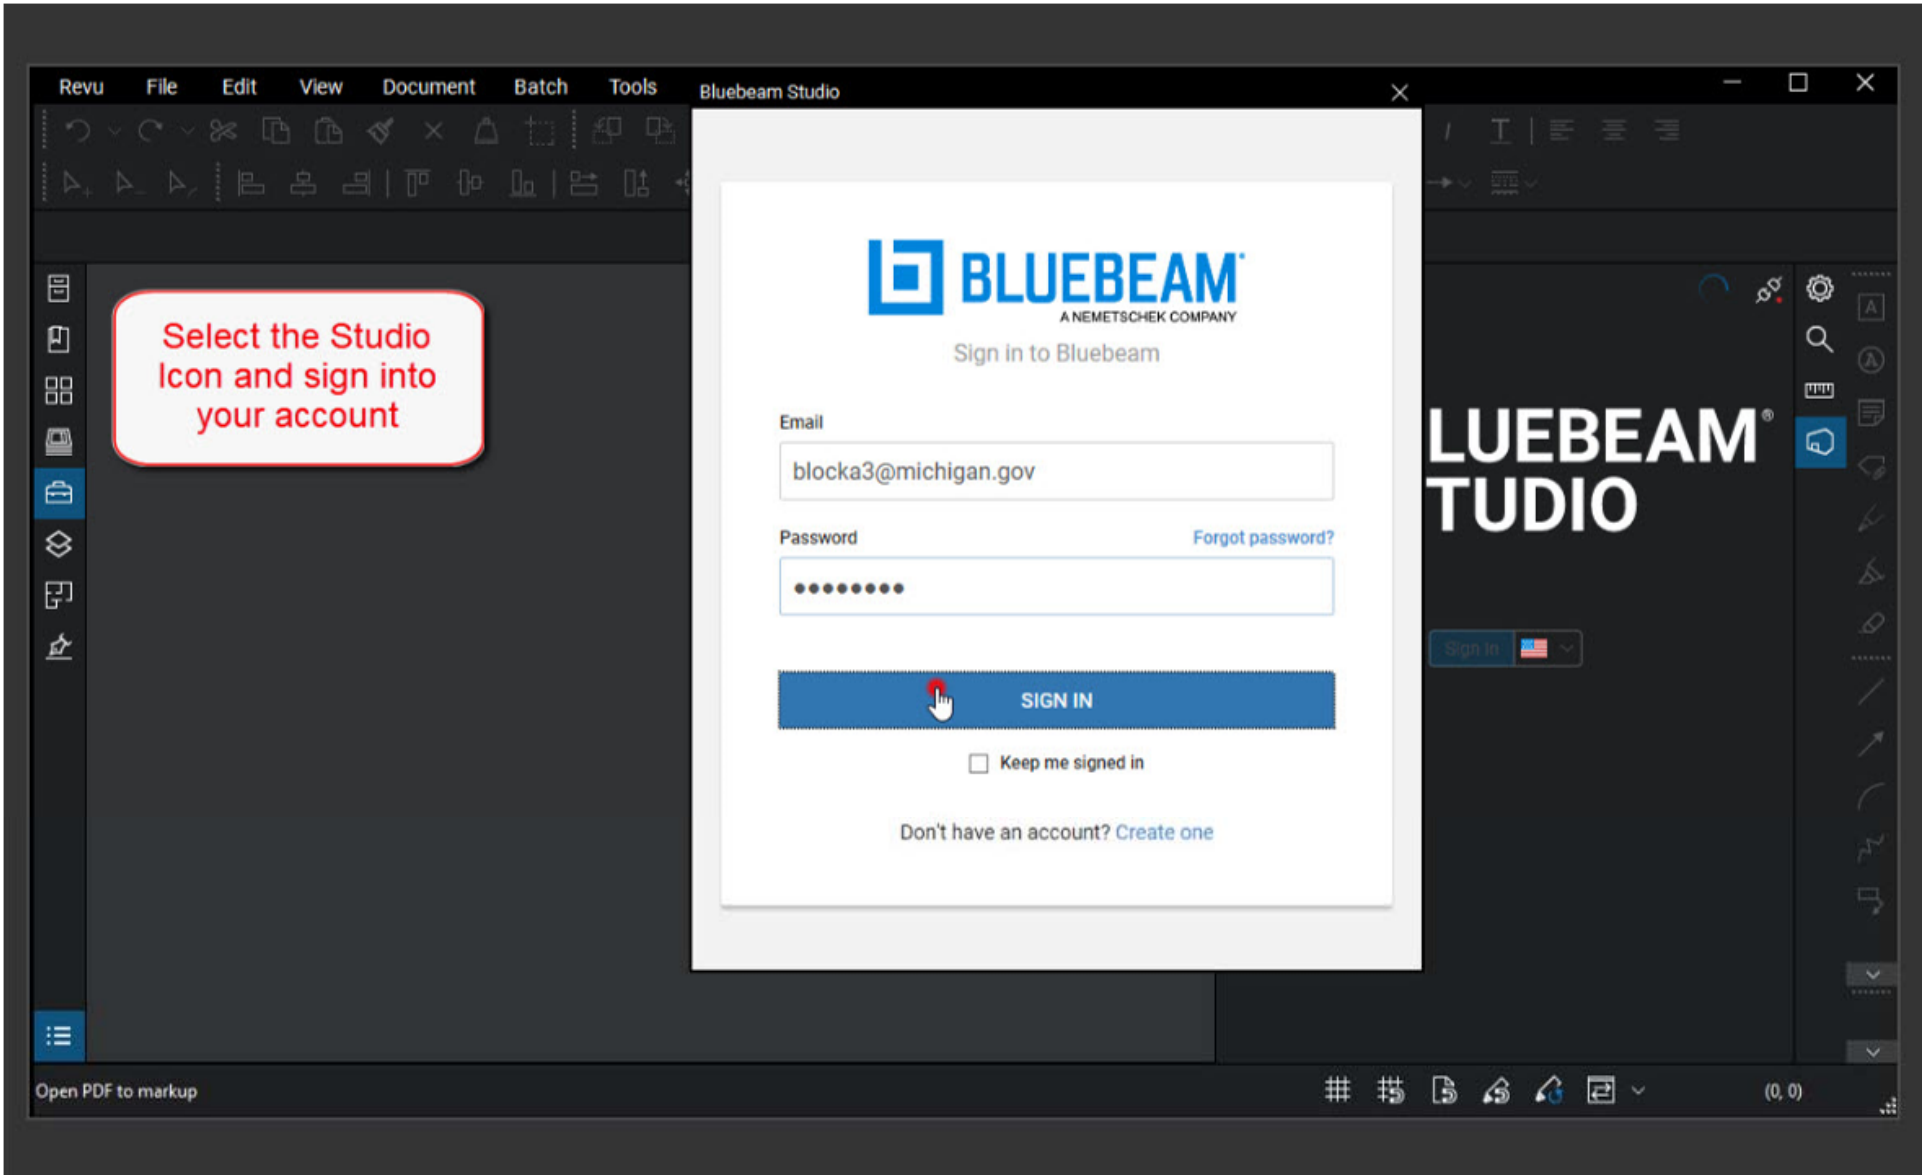 Revu File Edit View Document Batch Tools
Bluebeam Studio
Select the Studio
Icon and sign into
your account
BLUEBEAM®
A NEMETSCHEK COMPANY
Sign in to Bluebeam
Email
blocka3@michigan.gov
Password Forgot password?
SIGN IN
Keep me signed in
Don't have an account? Create one
LUEBEAM®
TUDIO
Sign In
Open PDF to markup
(0, 0)